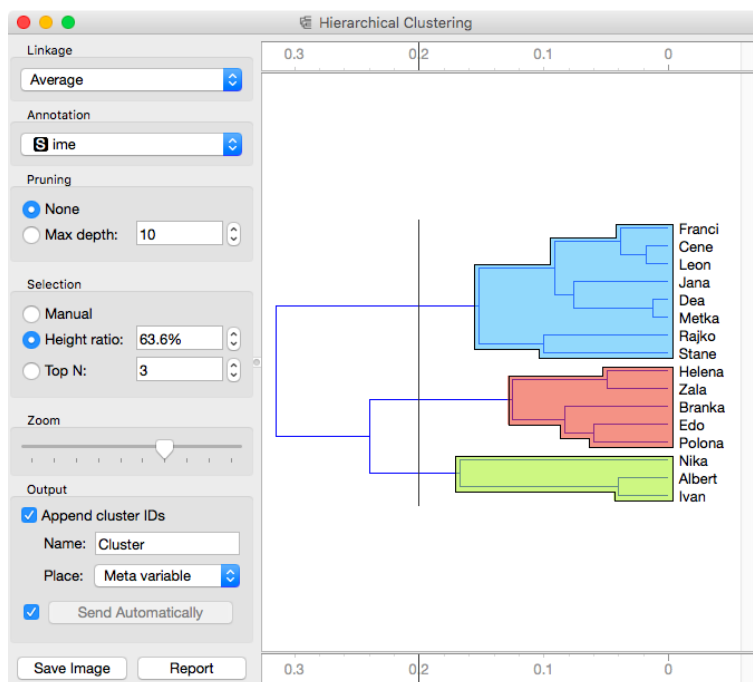 Hierarchical Clustering
Linkage
Average
Annotation
S ime
Pruning
None
Max depth: 10
Selection
Manual
Height ratio: 63.6%
Top N: 3
Zoom
Output
Append cluster IDs
Name: Cluster
Place: Meta variable
Send Automatically
Save Image Report
0.3 0.2 0.1 0
Franci
Cene
Leon
Jana
Dea
Metka
Rajko
Stane
Helena
Zala
Branka
Edo
Polona
Nika
Albert
Ivan
0.3 0.2 0.1 0